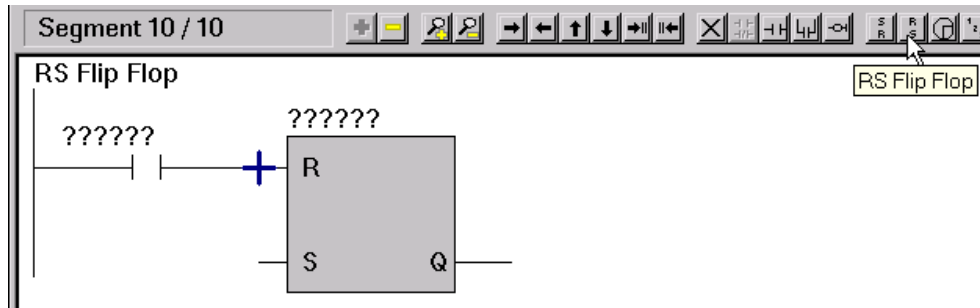 Segment 10 / 10
S R
R S
RS Flip Flop
RS Flip Flop
??????
??????
R
S Q